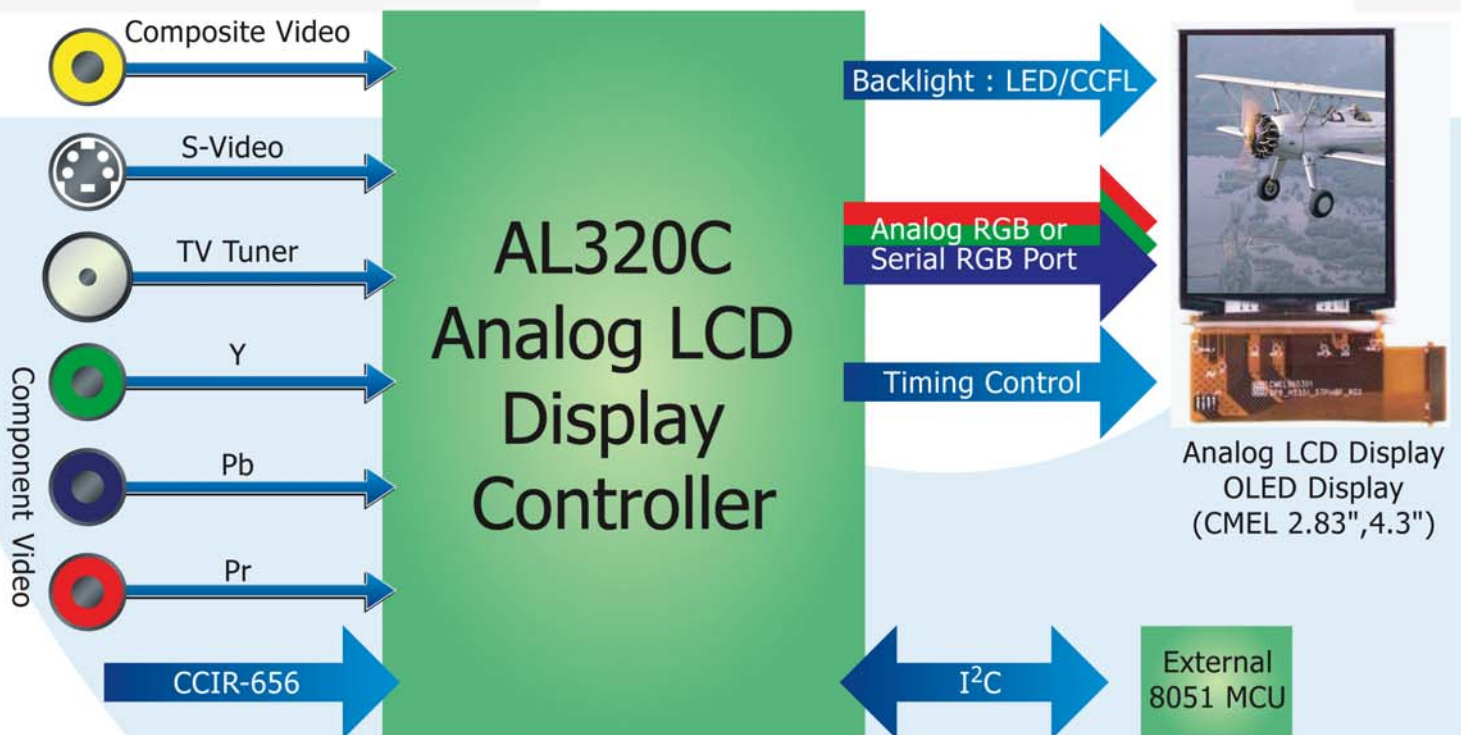 Composite Video
S-Video
TV Tuner
Y
Pb
Pr
Component Video
CCIR-656
AL320C
Analog LCD
Display
Controller
Backlight : LED/CCFL
Analog RGB or
Serial RGB Port
Timing Control
I²C
Analog LCD Display
OLED Display
(CMEL 2.83",4.3")
External
8051 MCU